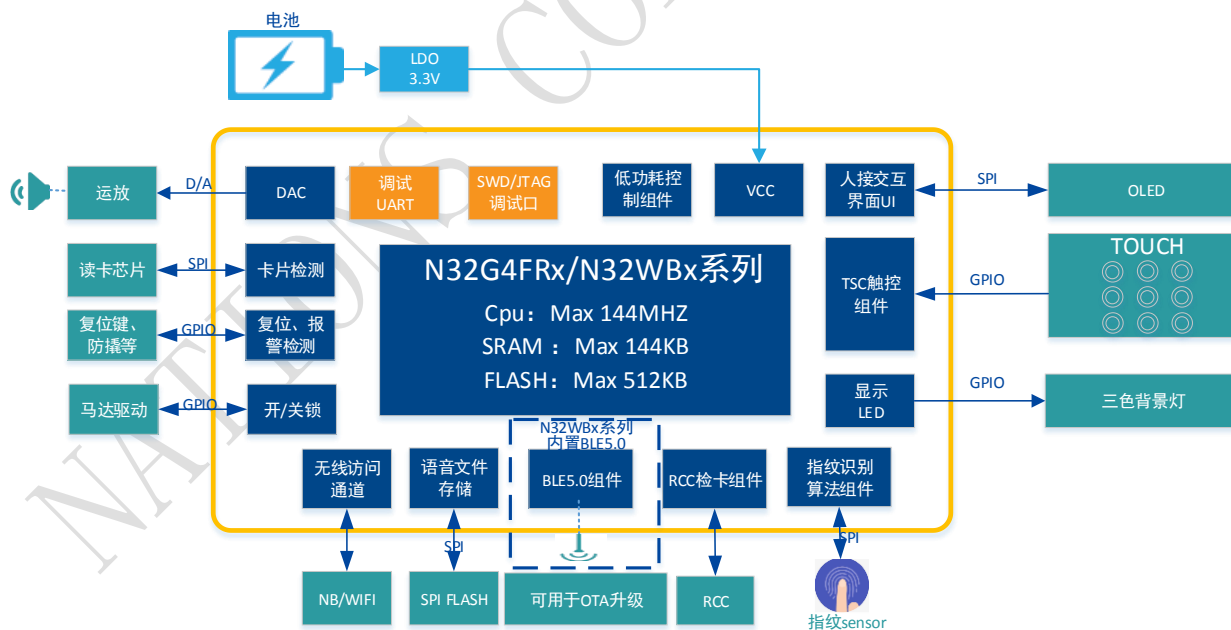 电池
LDO
3.3V
运放
D/A
DAC
调试
UART
SWD/JTAG
调试口
低功耗控
制组件
VCC
人接交互
界面UI
SPI
OLED
读卡芯片
SPI
卡片检测
N32G4FRx/N32WBx系列
Cpu：Max 144MHZ
SRAM ：Max 144KB
FLASH：Max 512KB
TSC触控
组件
GPIO
TOUCH
复位键、
防撬等
GPIO
复位、报
警检测
马达驱动
GPIO
开/关锁
显示
LED
GPIO
三色背景灯
N32WBx系列
内置BLE5.0
无线访问
通道
语音文件
存储
BLE5.0组件
RCC检卡组件
指纹识别
算法组件
SPI
SPI
NB/WIFI
SPI FLASH
可用于OTA升级
RCC
指纹sensor
NATIONS CO